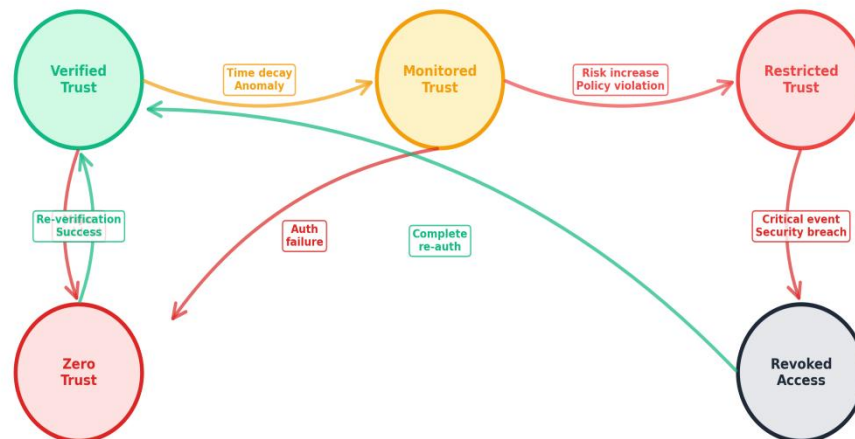 Verified
Trust
Time decay
Anomaly
Monitored
Trust
Risk increase
Policy violation
Restricted
Trust
Re-verification
Success
Auth
failure
Complete
re-auth
Critical event
Security breach
Zero
Trust
Revoked
Access